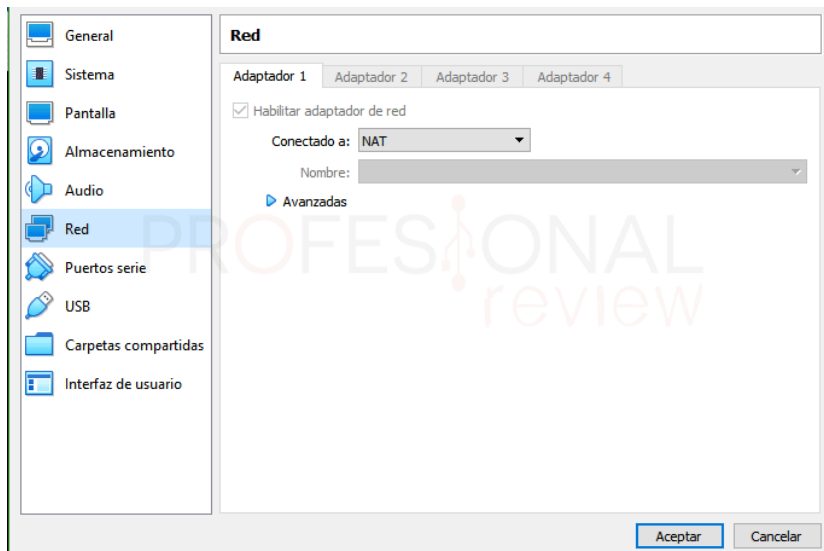 General
Sistema
Pantalla
Almacenamiento
Audio
Red
Puertos serie
USB
Carpetas compartidas
Interfaz de usuario
Red
Adaptador 1 Adaptador 2 Adaptador 3 Adaptador 4
Habilitar adaptador de red
Conectado a: NAT
Nombre:
Avanzadas
PROFESIONAL
review
Aceptar Cancelar